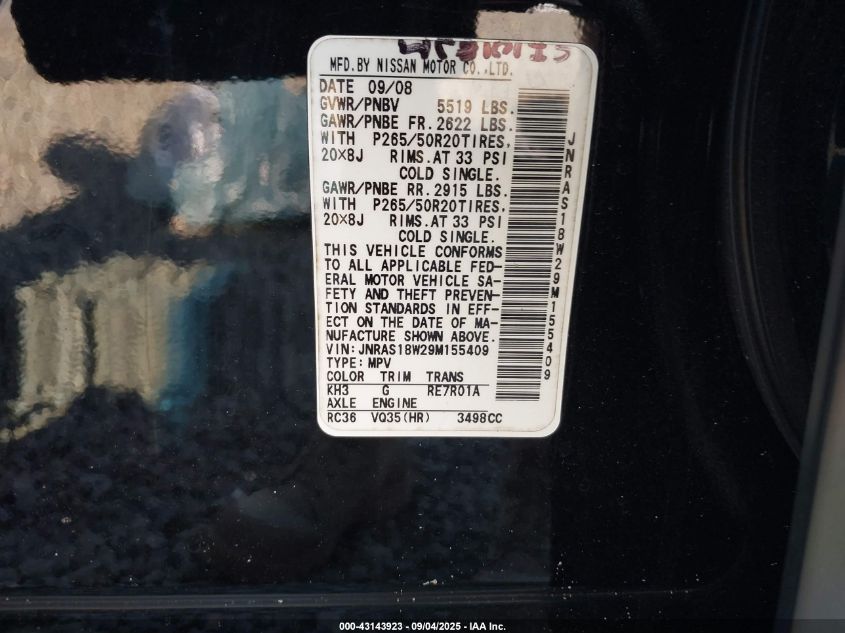 MFD.BY NISSAN MOTOR CO.,LTD.
DATE 09/08
GVWR/PNBV 5519 LBS.
GAWR/PNBE FR. 2622 LBS.
WITH P265/50R20TIRES,
20×8J RIMS.AT 33 PSI
COLD SINGLE.
GAWR/PNBE RR. 2915 LBS.
WITH P265/50R20TIRES,
20×8J RIMS.AT 33 PSI
COLD SINGLE.
THIS VEHICLE CONFORMS
TO ALL APPLICABLE FED-
ERAL MOTOR VEHICLE SA-
FETY AND THEFT PREVEN-
TION STANDARDS IN EFF-
ECT ON THE DATE OF MA-
NUFACTURE SHOWN ABOVE.
VIN: JNRAS18W29M155409
TYPE: MPV
COLOR TRIM TRANS
KH3 G RE7R01A
AXLE ENGINE
RC36 VQ35(HR) 3498CC
JNRAS18W29M155409
000-43143923 - 09/04/2025 - IAA Inc.